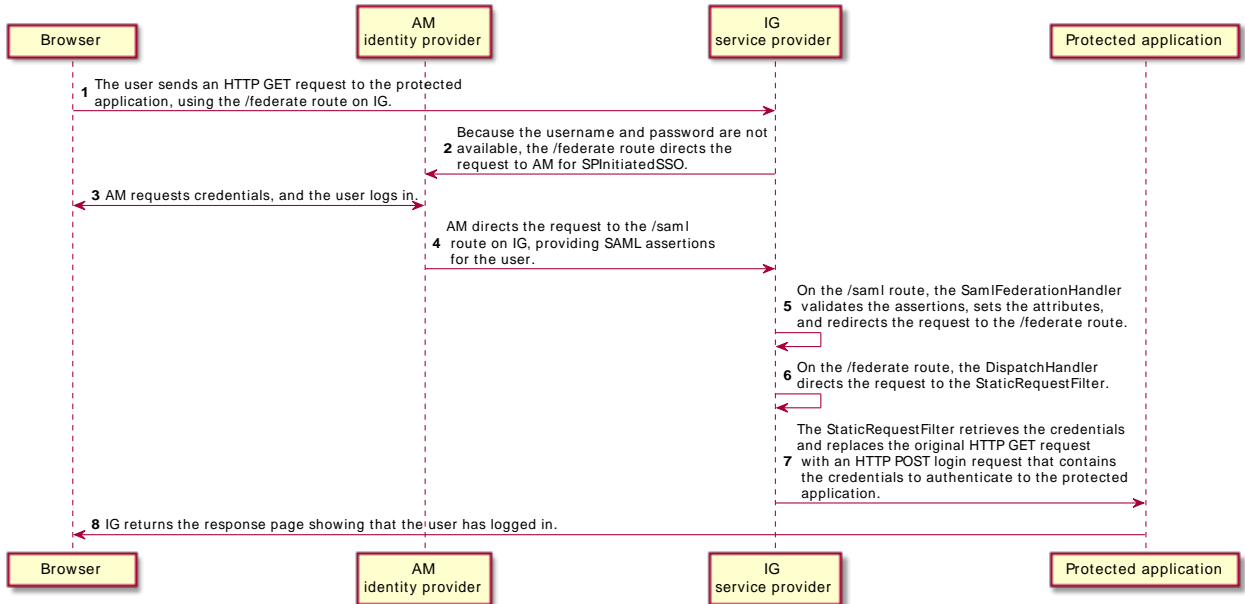 Browser
AM
identity provider
IG
service provider
Protected application
1 The user sends an HTTP GET request to the protected
application, using the /federate route on IG.
Because the username and password are not
2 available, the /federate route directs the
request to AM for SPInitiatedSSO.
3 AM requests credentials, and the user logs in.
AM directs the request to the /saml
4 route on IG, providing SAML assertions
for the user.
On the /saml route, the SamlFederationHandler
5 validates the assertions, sets the attributes,
and redirects the request to the /federate route.
6 On the /federate route, the DispatchHandler
directs the request to the StaticRequestFilter.
The StaticRequestFilter retrieves the credentials
and replaces the original HTTP GET request
7 with an HTTP POST login request that contains
the credentials to authenticate to the protected
application.
8 IG returns the response page showing that the user has logged in.
Browser
AM
identity provider
IG
service provider
Protected application